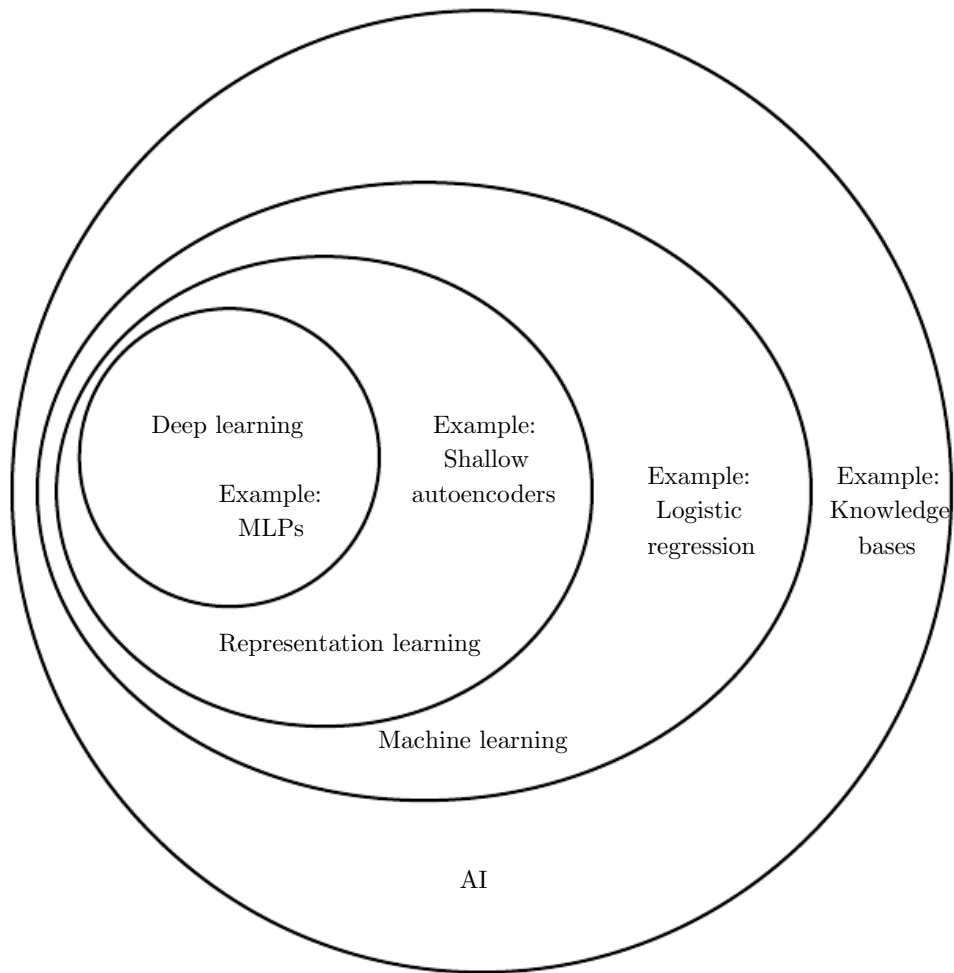 Deep learning
Example:
MLPs
Example:
Shallow
autoencoders
Example:
Logistic
regression
Example:
Knowledge
bases
Representation learning
Machine learning
AI